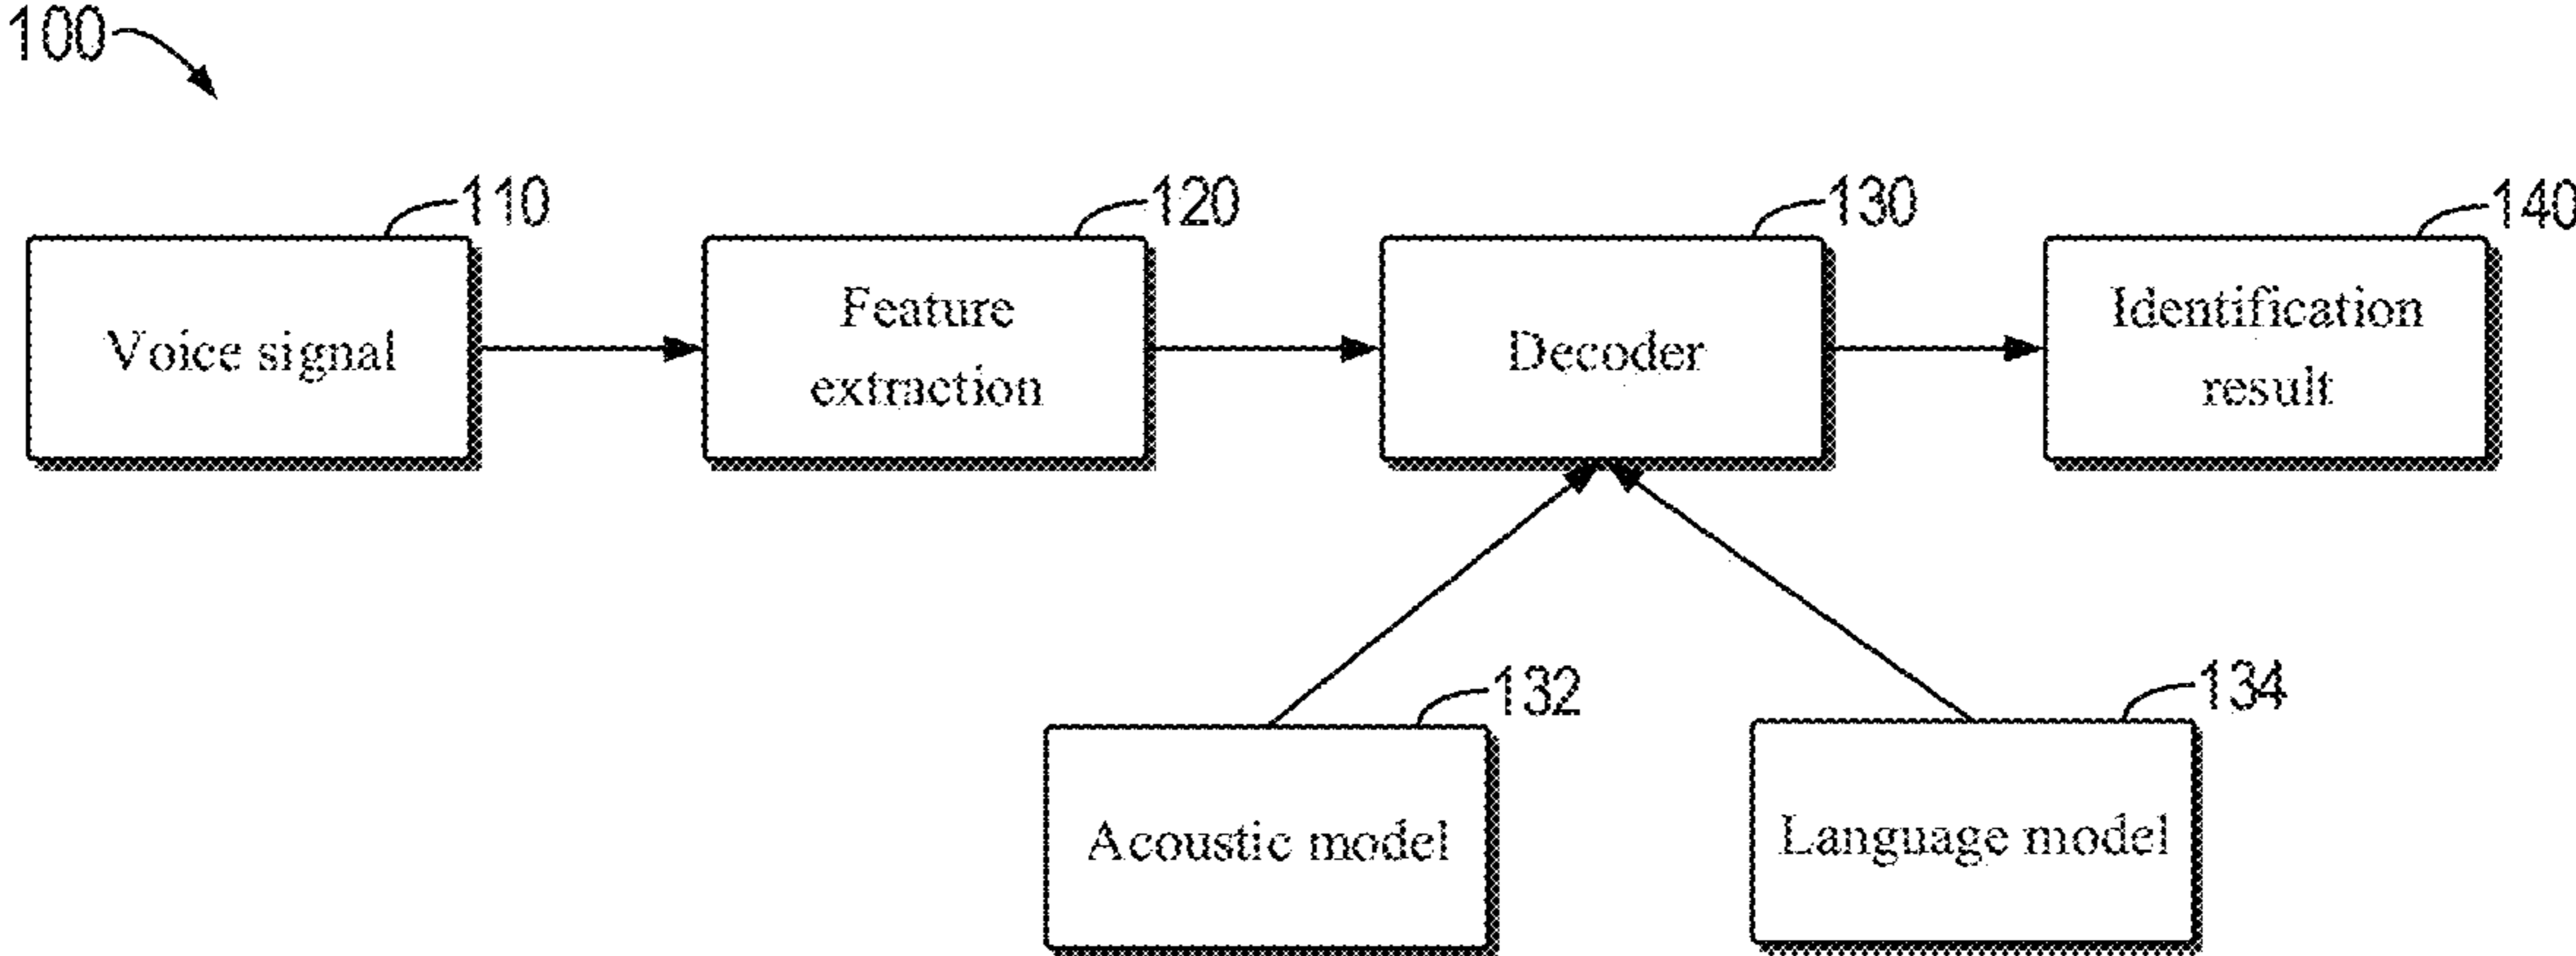 100
110
120
130
140
Voice signal
Feature
extraction
Decoder
Identification
result
132
134
Acoustic model
Language model